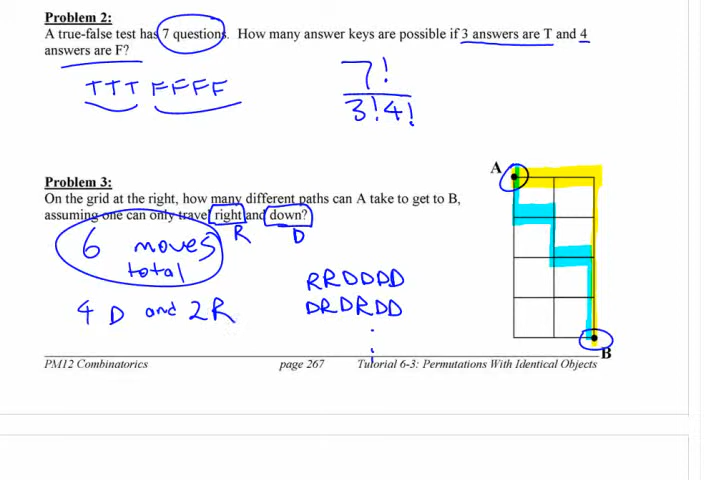 Problem 2:
A true-false test has 7 questions. How many answer keys are possible if 3 answers are T and 4
answers are F?
TTT FFFF
7!
3!4!
A
Problem 3:
On the grid at the right, how many different paths can A take to get to B,
assuming one can only travel right and down?
R D
6 moves
total
RRDDDD
DRDRDD
4 D and 2R
B
PM12 Combinatorics page 267 Tutorial 6-3: Permutations With Identical Objects